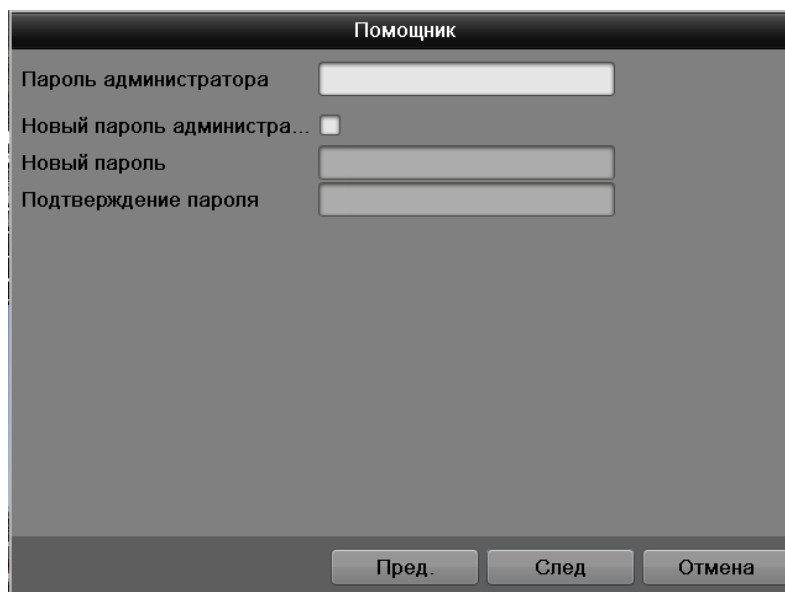 Помощник
Пароль администратора
Новый пароль администра...
Новый пароль
Подтверждение пароля
Пред. След Отмена